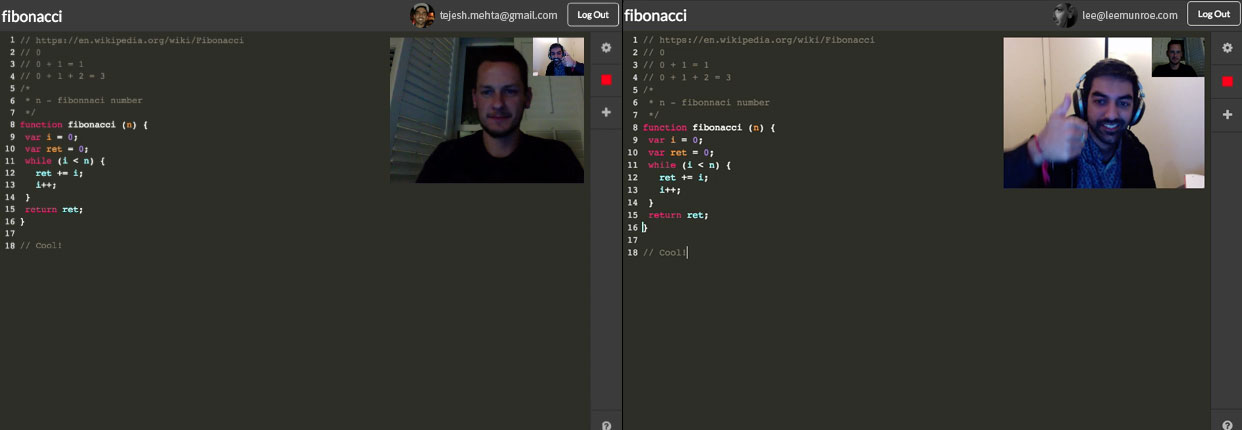 fibonacci
tejesh.mehta@gmail.com
Log Out
1 // https://en.wikipedia.org/wiki/Fibonacci
2 // 0
3 // 0 + 1 = 1
4 // 0 + 1 + 2 = 3
5 /*
6 * n - fibonnaci number
7 */
8 function fibonacci (n) {
9 var i = 0;
10 var ret = 0;
11 while (i < n) {
12 ret += i;
13 i++;
14 }
15 return ret;
16 }
17
18 // Cool!
?
fibonacci
lee@leemunroe.com
Log Out
1 // https://en.wikipedia.org/wiki/Fibonacci
2 // 0
3 // 0 + 1 = 1
4 // 0 + 1 + 2 = 3
5 /*
6 * n - fibonnaci number
7 */
8 function fibonacci (n) {
9 var i = 0;
10 var ret = 0;
11 while (i < n) {
12 ret += i;
13 i++;
14 }
15 return ret;
16 }
17
18 // Cool!
?